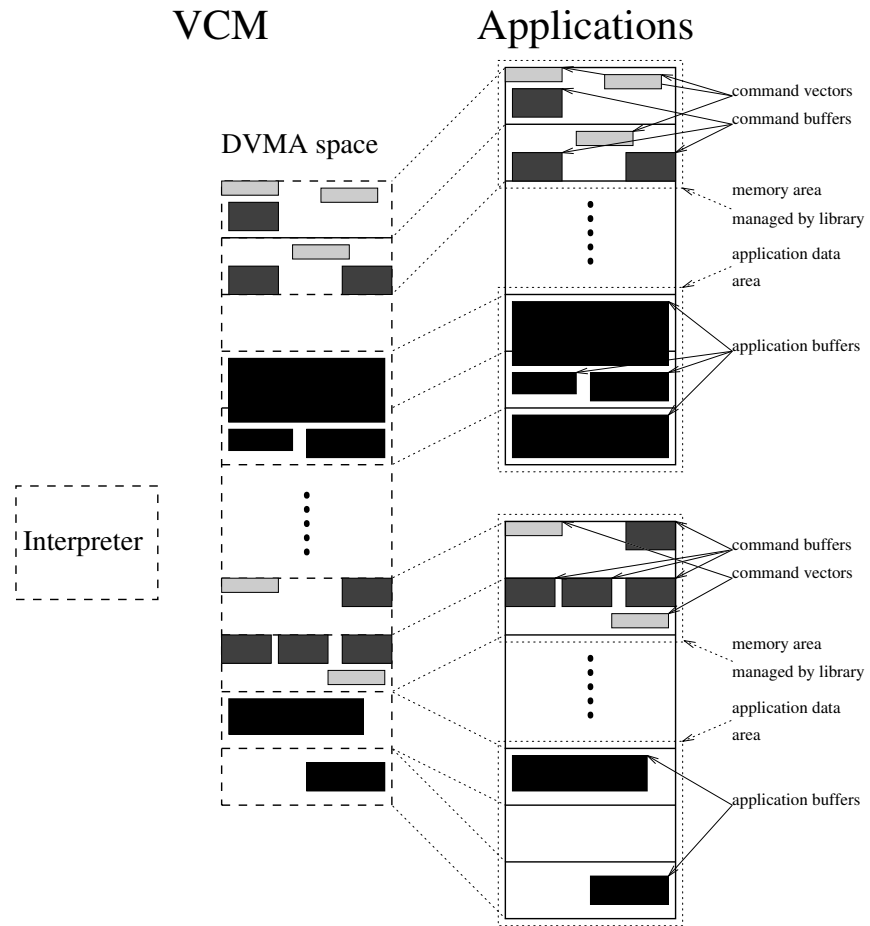 VCM
Applications
command vectors
command buffers
DVMA space
memory area
managed by library
application data
area
application buffers
Interpreter
command buffers
command vectors
memory area
managed by library
application data
area
application buffers